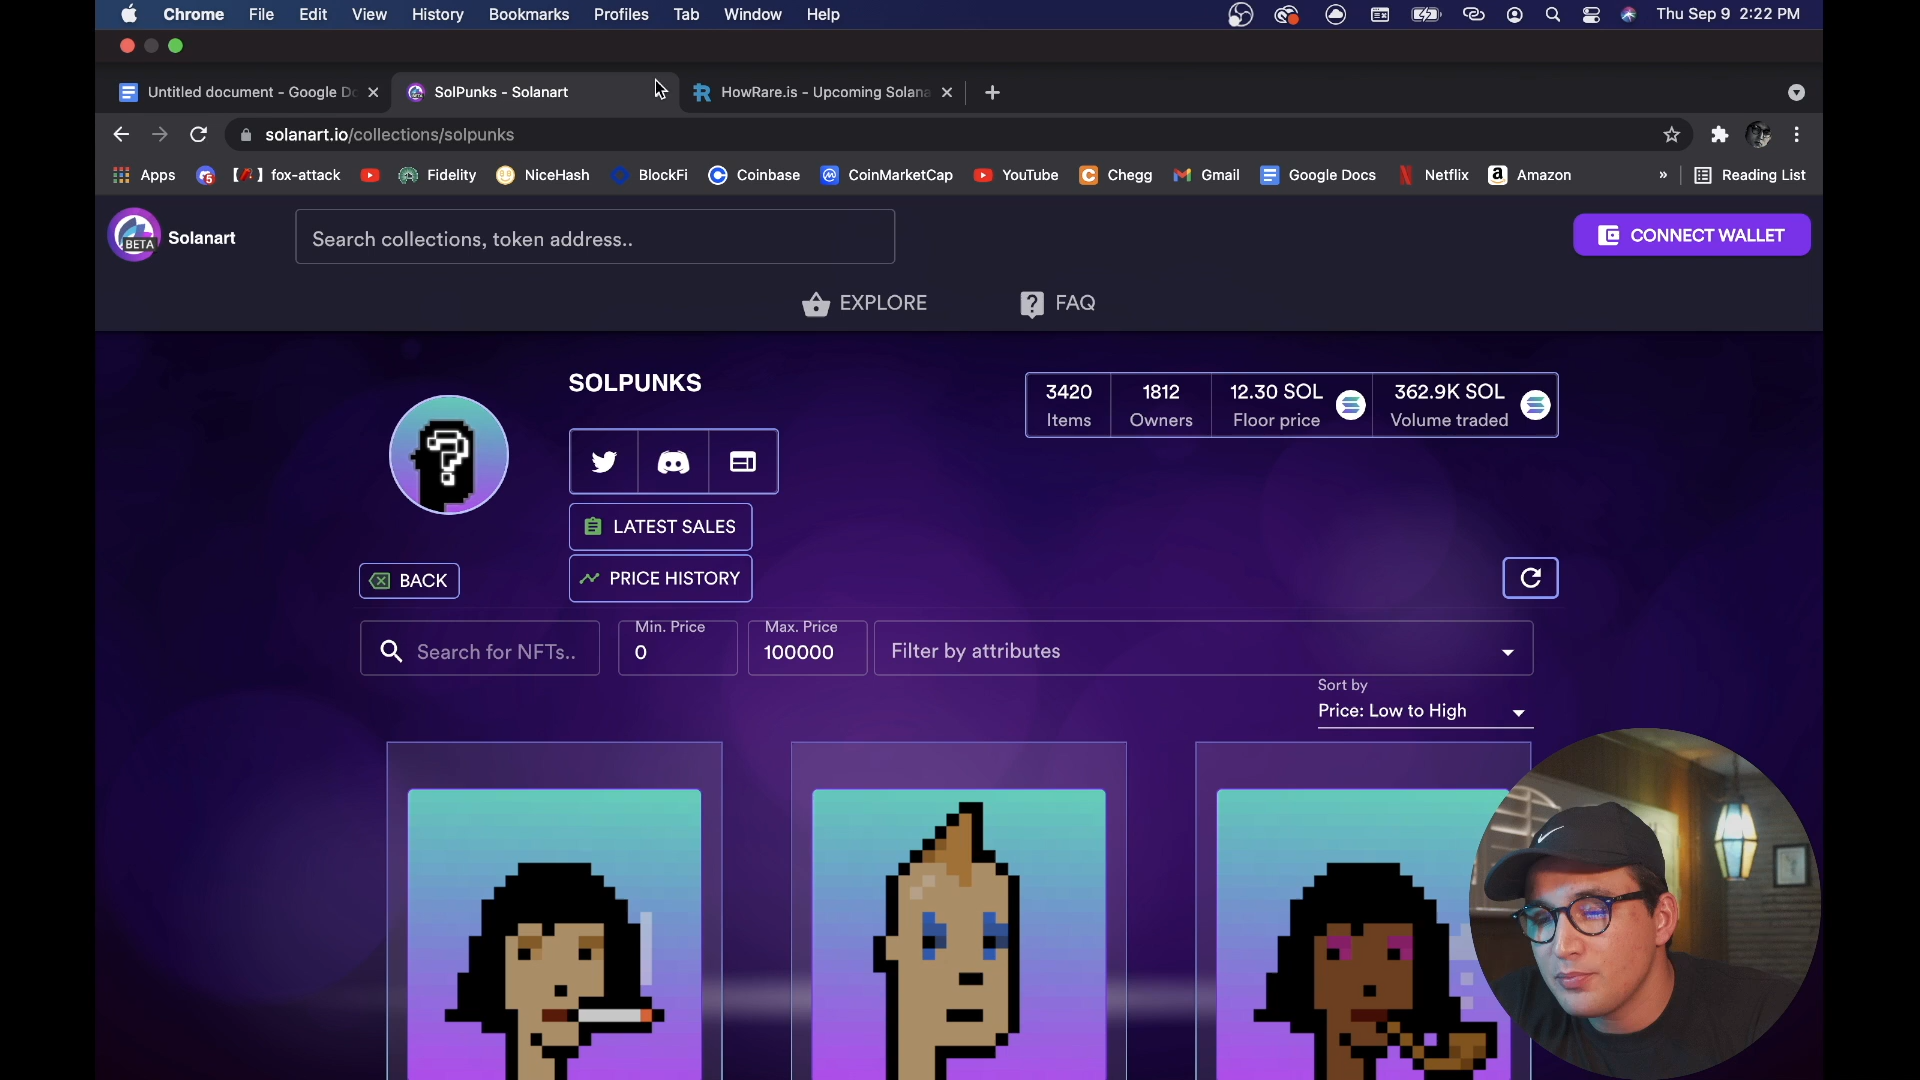 Chrome File Edit View History Bookmarks Profiles Tab Window Help Thu Sep 9 2:22 PM
Untitled document - Google Do SolPunks - Solanart HowRare.is - Upcoming Solana
solanart.io/collections/solpunks
Apps 5 fox-attack Fidelity NiceHash BlockFi Coinbase CoinMarketCap YouTube Chegg Gmail Google Docs Netflix a Amazon » Reading List
BETA Solanart Search collections, token address.. CONNECT WALLET
EXPLORE FAQ
SOLPUNKS
3420 1812 12.30 SOL 362.9K SOL
Items Owners Floor price Volume traded
LATEST SALES
BACK PRICE HISTORY
Search for NFTs.. Min. Price 0 Max. Price 100000 Filter by attributes
Sort by
Price: Low to High